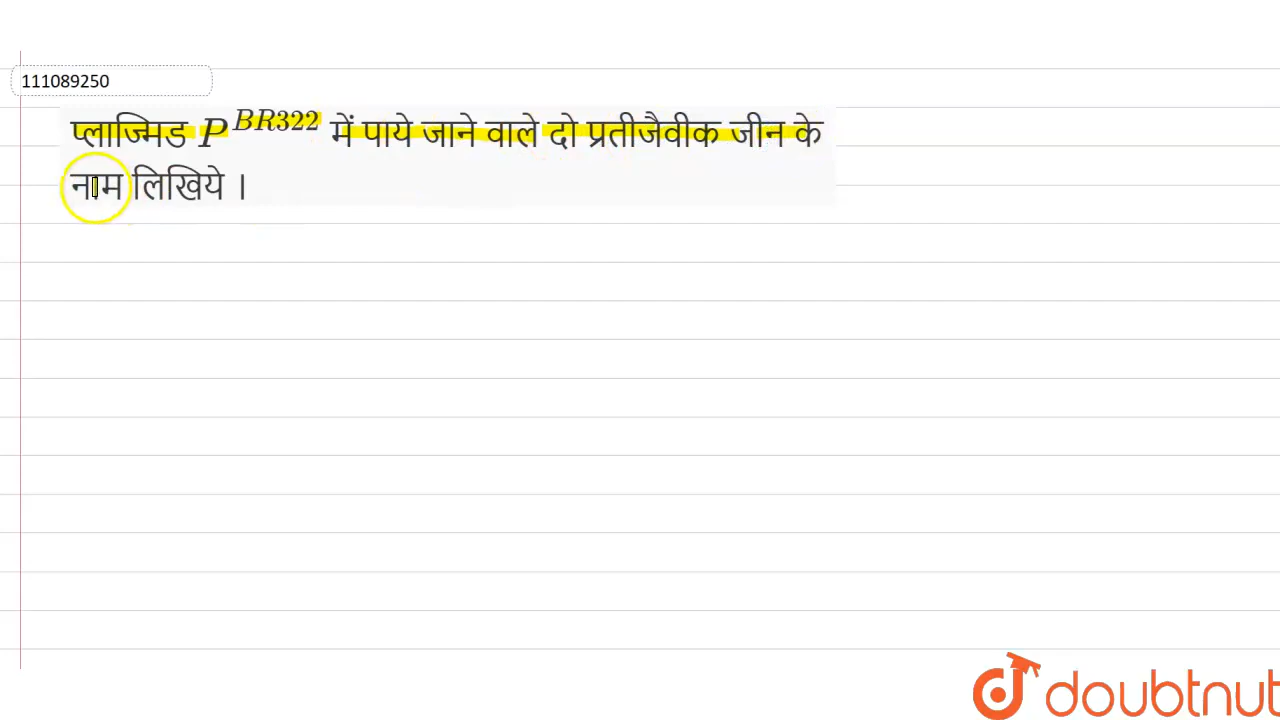 111089250
प्लाज्मिड P^{BR322} में पाये जाने वाले दो प्रतीजैवीक जीन के
नाम लिखिये ।
doubtnut